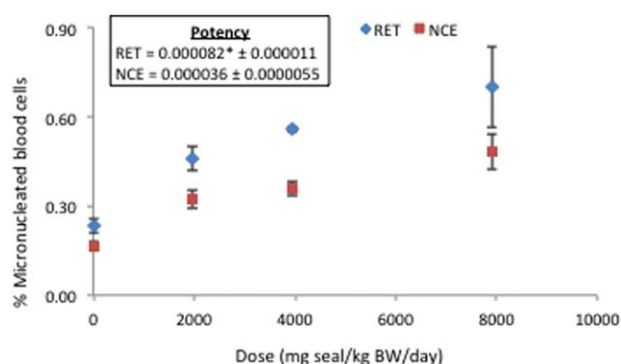 Potency
RET = 0.000082* ± 0.000011
NCE = 0.000036 ± 0.0000055
RET NCE
% Micronucleated blood cells
0.90
0.60
0.30
0.00
0 2000 4000 6000 8000 10000
Dose (mg seal/kg BW/day)